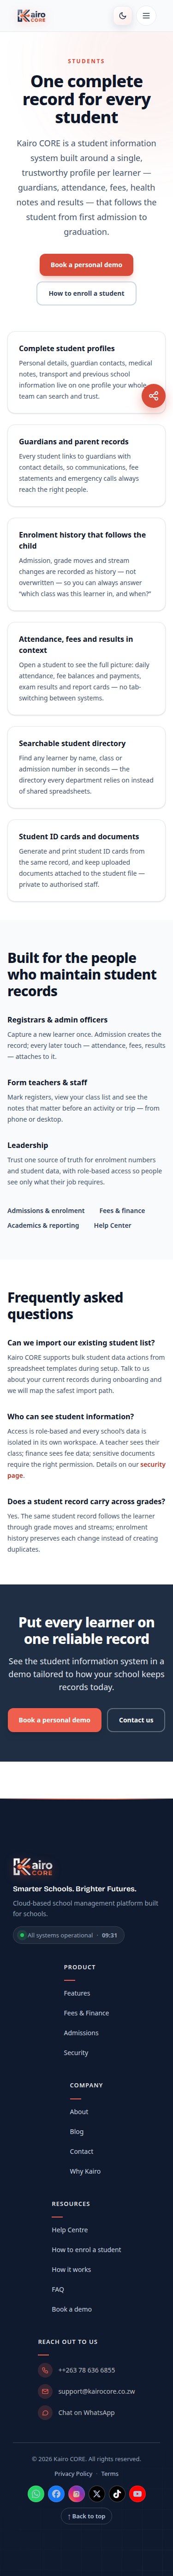 Kairo
CORE
STUDENTS
One complete
record for every
student
Kairo CORE is a student information
system built around a single,
trustworthy profile per learner —
guardians, attendance, fees, health
notes and results — that follows the
student from first admission to
graduation.
Book a personal demo
How to enroll a student
Complete student profiles
Personal details, guardian contacts, medical
notes, transport and previous school
information live on one profile your whole
team can search and trust.
Guardians and parent records
Every student links to guardians with
contact details, so communications, fee
statements and emergency calls always
reach the right people.
Enrolment history that follows the
child
Admission, grade moves and stream
changes are recorded as history — not
overwritten — so you can always answer
“which class was this learner in, and when?”
Attendance, fees and results in
context
Open a student to see the full picture: daily
attendance, fee balances and payments,
exam results and report cards — no tab-
switching between systems.
Searchable student directory
Find any learner by name, class or
admission number in seconds — the
directory every department relies on instead
of shared spreadsheets.
Student ID cards and documents
Generate and print student ID cards from
the same record, and keep uploaded
documents attached to the student file —
private to authorised staff.
Built for the people
who maintain student
records
Registrars & admin officers
Capture a new learner once. Admission creates the
record; every later touch — attendance, fees, results
— attaches to it.
Form teachers & staff
Mark registers, view your class list and see the
notes that matter before an activity or trip — from
phone or desktop.
Leadership
Trust one source of truth for enrolment numbers
and student data, with role-based access so people
see only what their job requires.
Admissions & enrolment Fees & finance
Academics & reporting Help Center
Frequently asked
questions
Can we import our existing student list?
Kairo CORE supports bulk student data actions from
spreadsheet templates during setup. Talk to us
about your current records during onboarding and
we will map the safest import path.
Who can see student information?
Access is role-based and every school’s data is
isolated in its own workspace. A teacher sees their
class; finance sees fee data; sensitive documents
require the right permission. Details on our security
page.
Does a student record carry across grades?
Yes. The same student record follows the learner
through grade moves and streams; enrolment
history preserves each change instead of creating
duplicates.
Put every learner on
one reliable record
See the student information system in a
demo tailored to how your school keeps
records today.
Book a personal demo
Contact us
Kairo
CORE
Smarter Schools. Brighter Futures.
Cloud-based school management platform built
for schools.
All systems operational · 09:31
PRODUCT
Features
Fees & Finance
Admissions
Security
COMPANY
About
Blog
Contact
Why Kairo
RESOURCES
Help Centre
How to enrol a student
How it works
FAQ
Book a demo
REACH OUT TO US
++263 78 636 6855
support@kairocore.co.zw
Chat on WhatsApp
© 2026 Kairo CORE. All rights reserved.
Privacy Policy · Terms
↑ Back to top